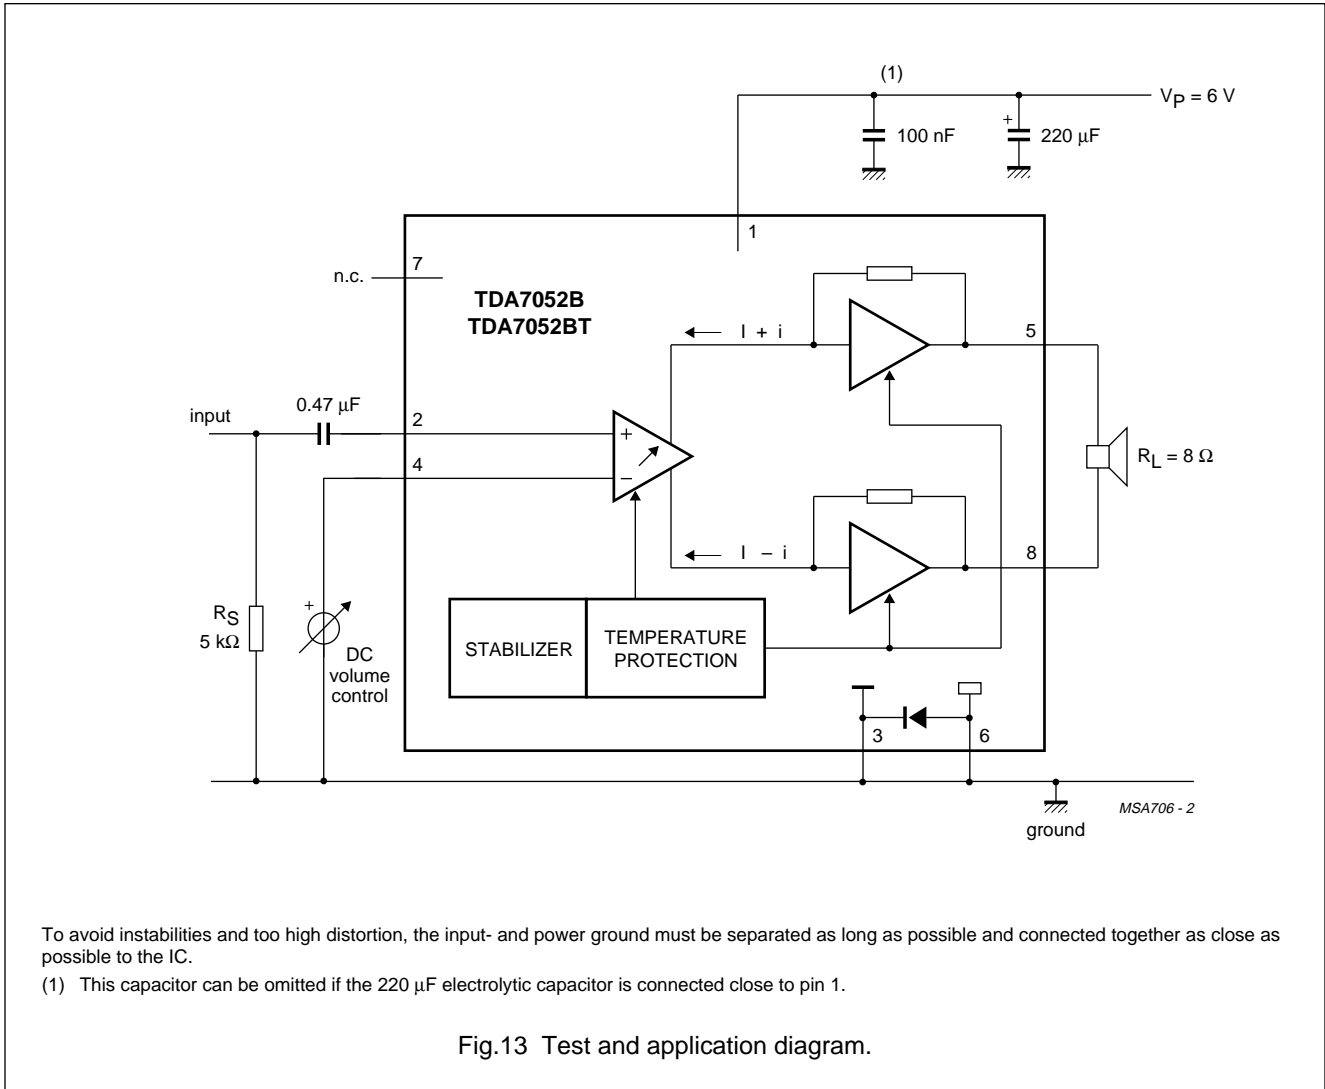 (1)
VP = 6 V
100 nF
+
220 μF
1
7
n.c.
TDA7052B
TDA7052BT
I + i
5
0.47 μF
input
2
+
4
−
RL = 8 Ω
I − i
8
RS
5 kΩ
+
DC
volume
control
STABILIZER
TEMPERATURE
PROTECTION
3
6
MSA706 - 2
ground
To avoid instabilities and too high distortion, the input- and power ground must be separated as long as possible and connected together as close as
possible to the IC.
(1) This capacitor can be omitted if the 220 μF electrolytic capacitor is connected close to pin 1.
Fig.13 Test and application diagram.